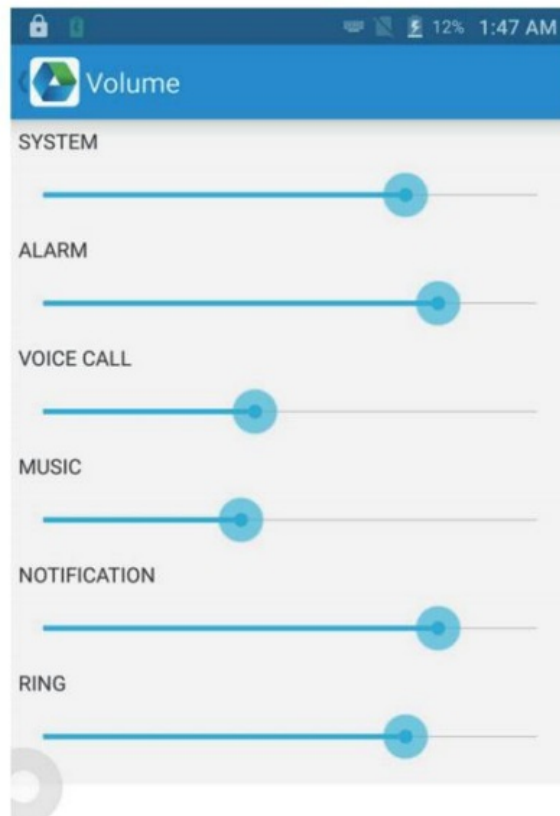 12% 1:47 AM
Volume
SYSTEM
ALARM
VOICE CALL
MUSIC
NOTIFICATION
RING